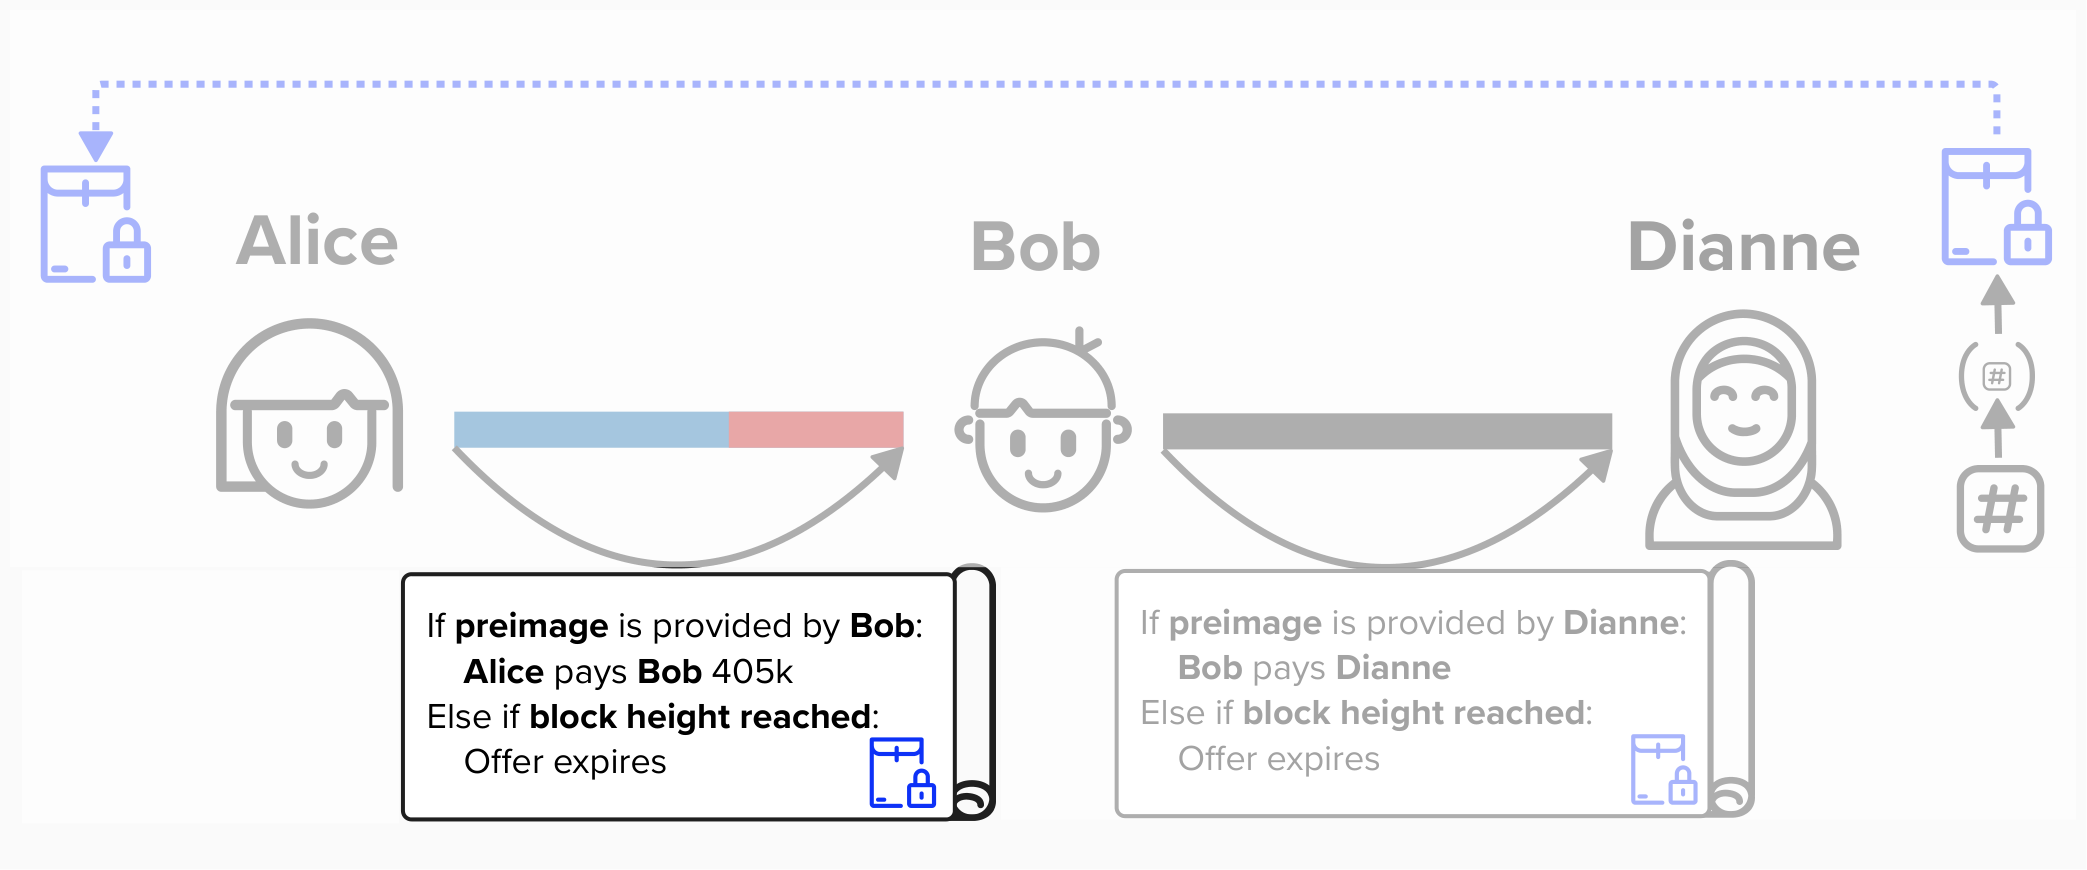 Alice
Bob
Dianne
(#)
#
If preimage is provided by Bob:
Alice pays Bob 405k
Else if block height reached:
Offer expires
If preimage is provided by Dianne:
Bob pays Dianne
Else if block height reached:
Offer expires